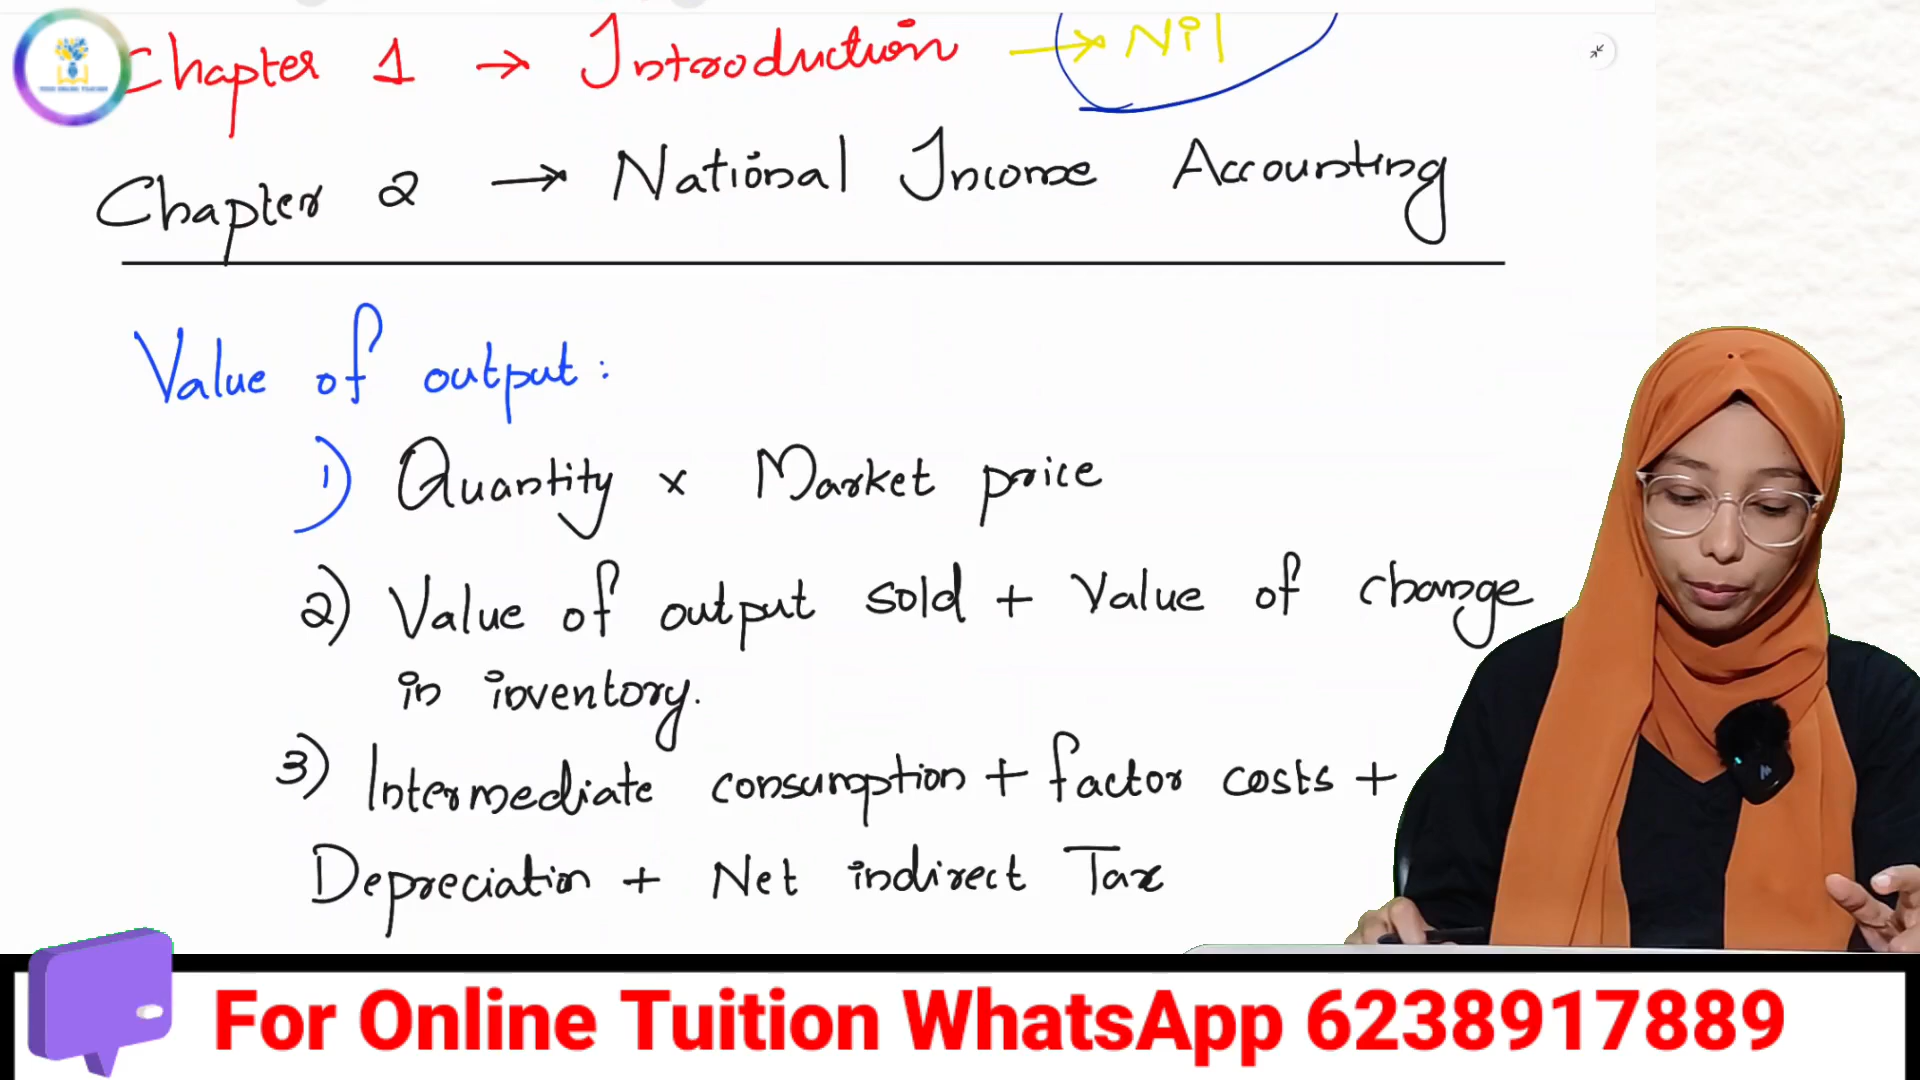 Chapter 1 → Introduction → Nil
Chapter 2 → National Income Accounting
Value of output:
1) Quantity x Market price
2) Value of output sold + Value of change
in inventory.
3) Intermediate consumption + factor costs +
Depreciation + Net indirect Tax
For Online Tuition WhatsApp 6238917889